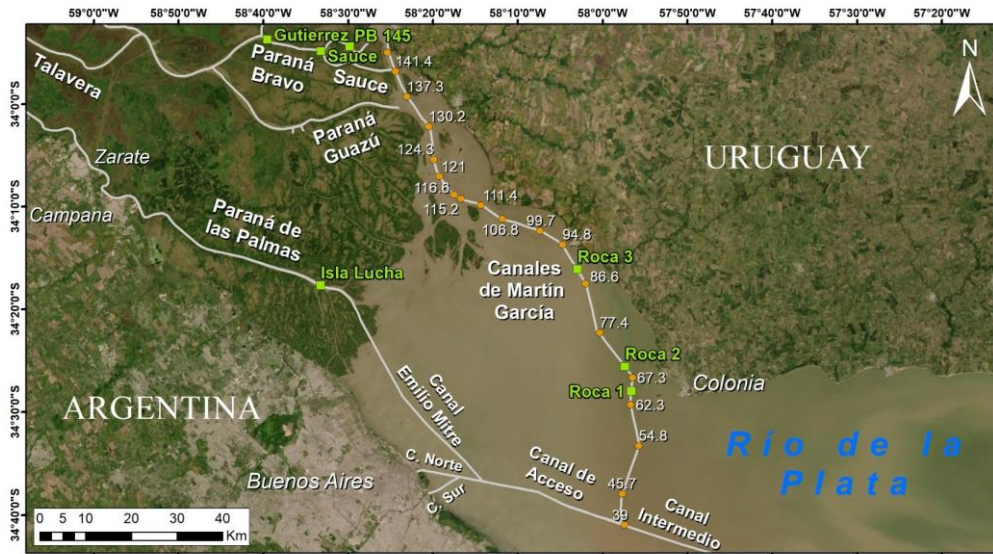 59°0'0"W 58°50'0"W 58°40'0"W 58°30'0"W 58°20'0"W 58°10'0"W 58°0'0"W 57°50'0"W 57°40'0"W 57°30'0"W 57°20'0"W
Gutierrez PB 145
Sauce
Talavera
Paraná
Bravo
Sauce
141.4
137.3
N
34°0'0"S
Paraná
Guazú
130.2
124.3
121
Zarate
URUGUAY
116.6
115.2
111.4
34°10'0"S
Campana
Paraná de
las Palmas
106.8
99.7
94.8
Isla Lucha
Canales
de Martín
García
Roca 3
86.6
34°20'0"S
77.4
Roca 2
67.3
Colonia
Roca 1
62.3
ARGENTINA
Canal
Emilio Mitre
34°30'0"S
54.8
Río de la
Plata
C. Norte
Buenos Aires
C. Sur
Canal de
Acceso
45.7
39
Canal
Intermedio
34°40'0"S
0 5 10 20 30 40
Km